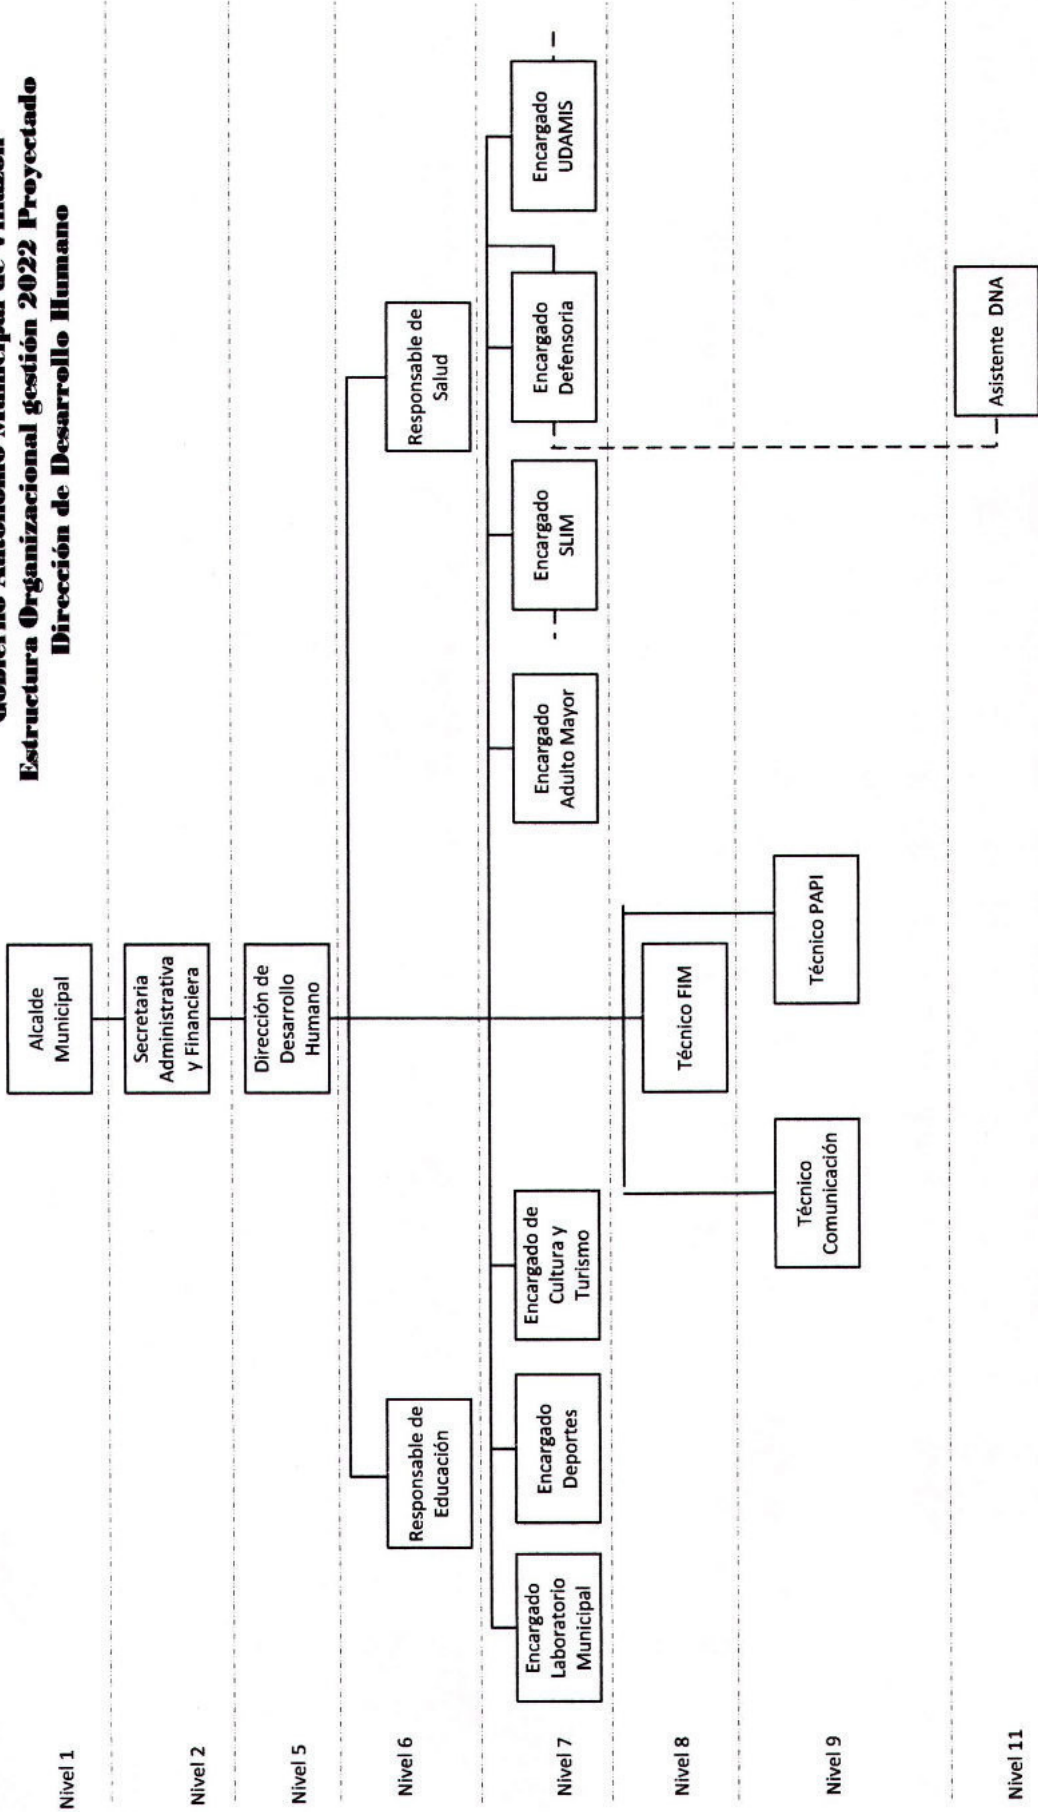 Estructura Organizacional gestión 2022 Proyectado
Dirección de Desarrollo Humano
Nivel 1
Alcalde
Municipal
Nivel 2
Secretaria
Administrativa
y Financiera
Nivel 5
Dirección de
Desarrollo
Humano
Nivel 6
Responsable de
Educación
Responsable de
Salud
Nivel 7
Encargado
Laboratorio
Municipal
Encargado
Deportes
Encargado de
Cultura y
Turismo
Encargado
Adulto Mayor
Encargado
SLIM
Encargado
Defensoria
Encargado
UDAMIS
Nivel 8
Técnico FIM
Nivel 9
Técnico
Comunicación
Técnico PAPI
Nivel 11
Asistente DNA